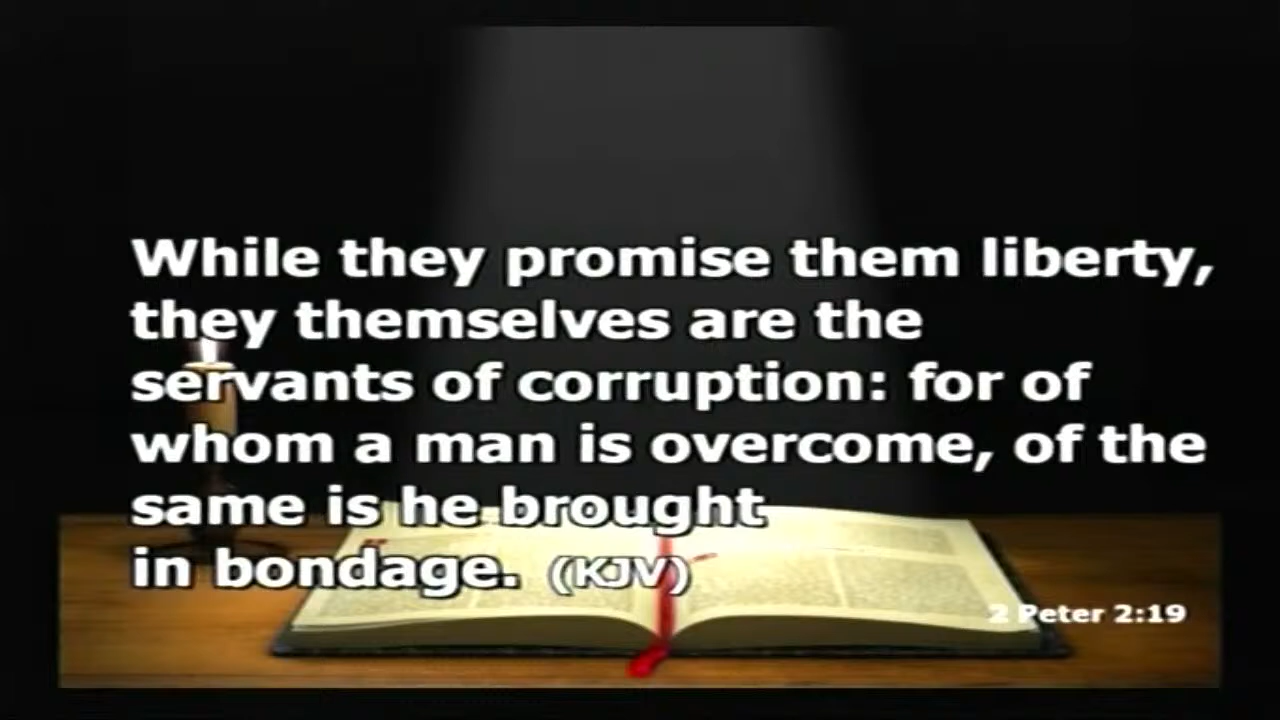 While they promise them liberty,
they themselves are the
servants of corruption: for of
whom a man is overcome, of the
same is he brought
in bondage. (KJV)
2 Peter 2:19